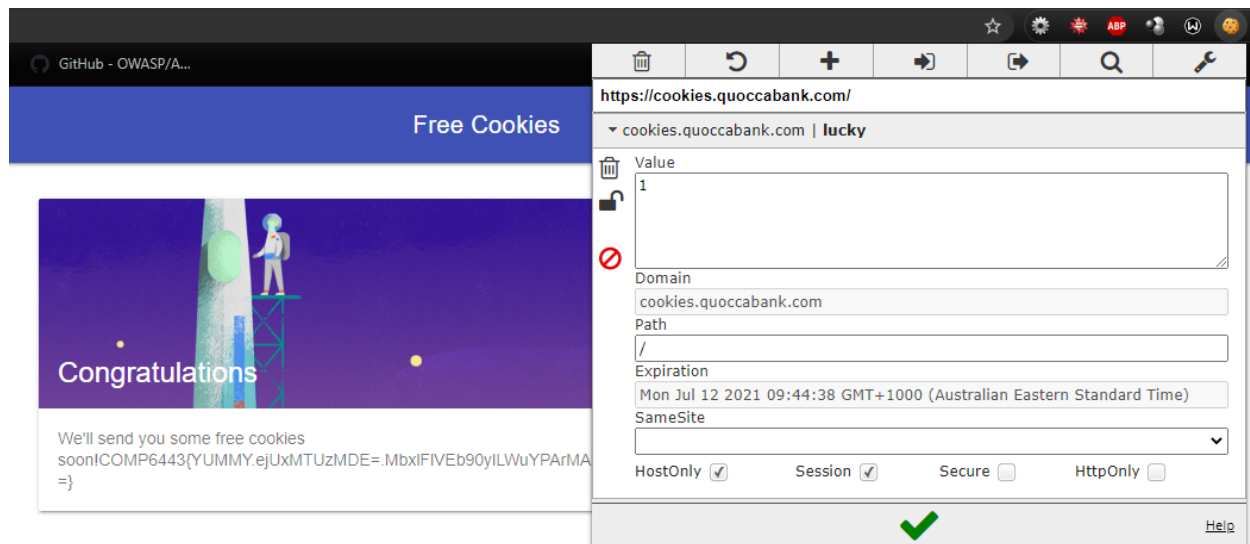 ABP
GitHub - OWASP/A...
Free Cookies
Congratulations
We'll send you some free cookies
soon!COMP6443{YUMMY.ejUxMTUzMDE=.MbxIFIVEb90yILWuYPArMA
=}
https://cookies.quoccabank.com/
cookies.quoccabank.com | lucky
Value
1
Domain
cookies.quoccabank.com
Path
/
Expiration
Mon Jul 12 2021 09:44:38 GMT+1000 (Australian Eastern Standard Time)
SameSite
HostOnly Session Secure HttpOnly
Help